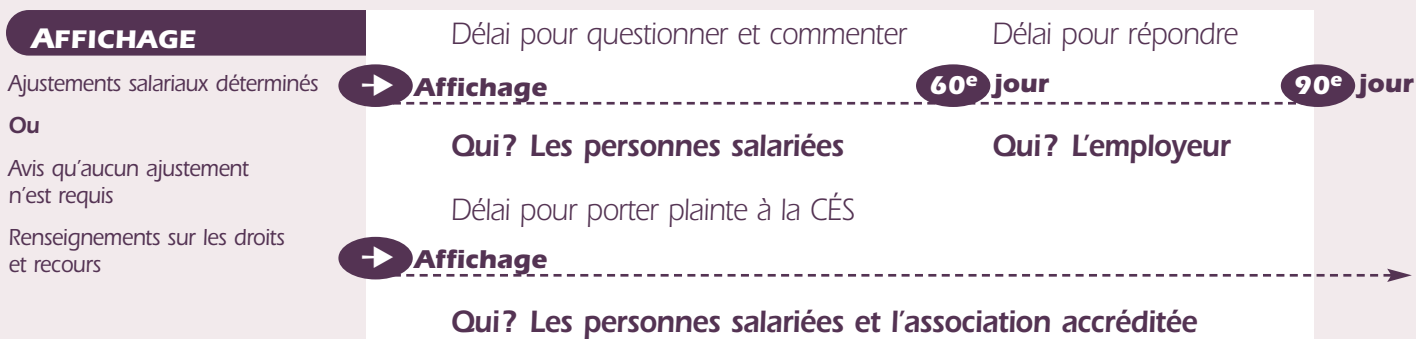 AFFICHAGE
Ajustements salariaux déterminés
Ou
Avis qu'aucun ajustement
n'est requis
Renseignements sur les droits
et recours
Délai pour questionner et commenter Délai pour répondre
Affichage 60e jour 90e jour
Qui? Les personnes salariées Qui? L'employeur
Délai pour porter plainte à la CÉS
Affichage
Qui? Les personnes salariées et l'association accréditée